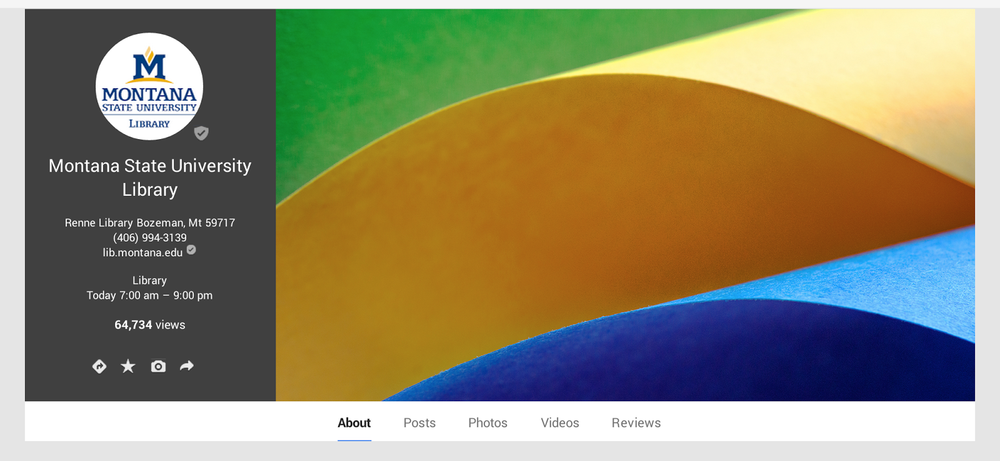 M
MONTANA
STATE UNIVERSITY
LIBRARY
Montana State University
Library
Renne Library Bozeman, Mt 59717
(406) 994-3139
lib.montana.edu
Library
Today 7:00 am – 9:00 pm
64,734 views
About Posts Photos Videos Reviews